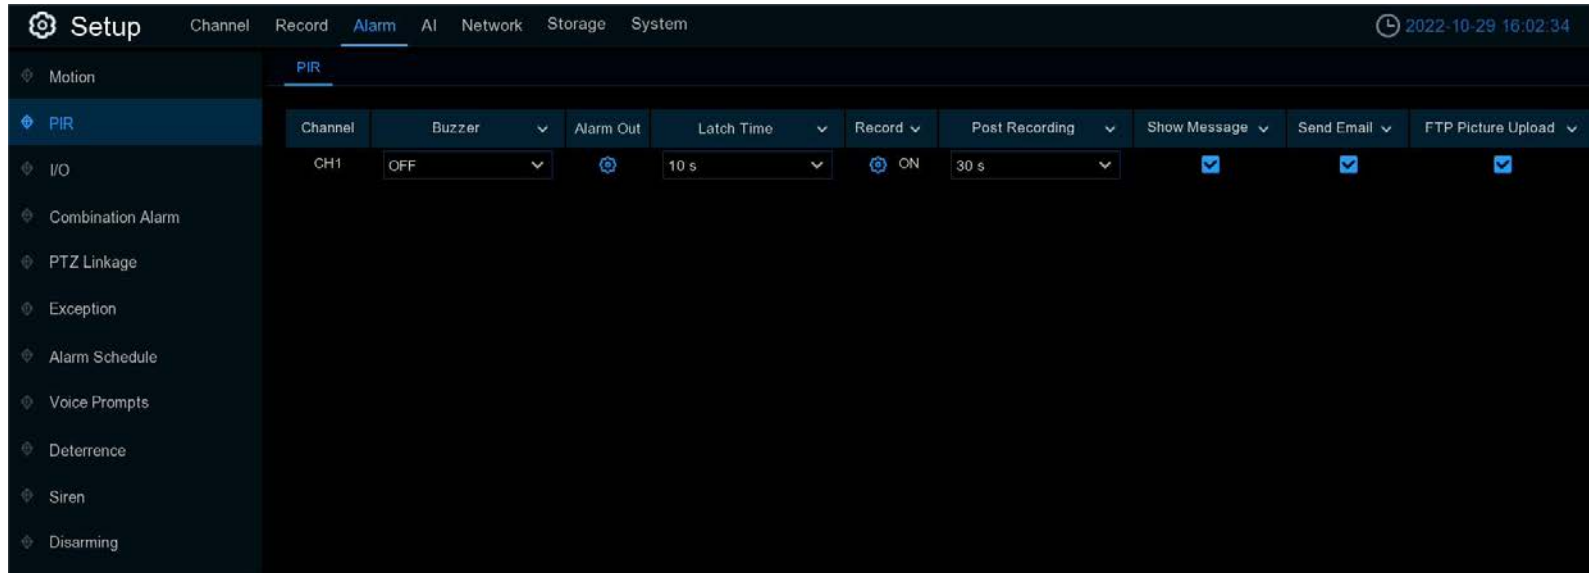 Setup Channel Record Alarm AI Network Storage System 2022-10-29 16:02:34
Motion
PIR
PIR
Channel Buzzer Alarm Out Latch Time Record Post Recording Show Message Send Email FTP Picture Upload
CH1 OFF 10 s ON 30 s
I/O
Combination Alarm
PTZ Linkage
Exception
Alarm Schedule
Voice Prompts
Deterrence
Siren
Disarming